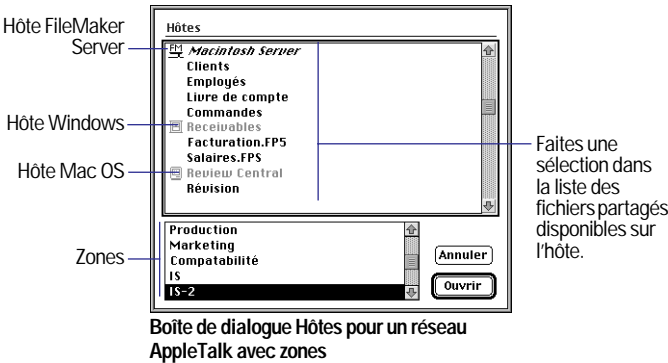 Hôte FileMaker
Server
Hôtes
FM
Macintosh Server
Clients
Employés
Livre de compte
Commandes
Hôte Windows
Receivables
Facturation.FP5
Salaires.FPS
Hôte Mac OS
Review Central
Révision
Faites une
sélection dans
la liste des
fichiers partagés
disponibles sur
l'hôte.
Zones
Production
Marketing
Compatabilité
IS
IS-2
Annuler
Ouvrir
Boîte de dialogue Hôtes pour un réseau
AppleTalk avec zones